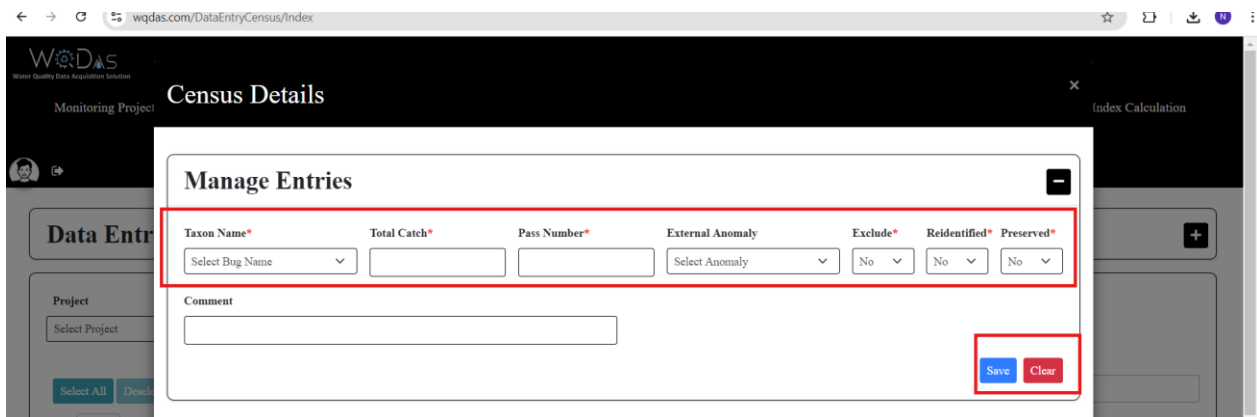 wqdas.com/DataEntryCensus/Index
N
WQDAS
Water Quality Data Acquisition Solution
Monitoring Project
Index Calculation
Census Details
×
Manage Entries
Data Entr
Taxon Name* Total Catch* Pass Number* External Anomaly Exclude* Reidentified* Preserved*
Select Bug Name Select Anomaly No No No
Comment
Project
Select Project
Save Clear
Select All Desele